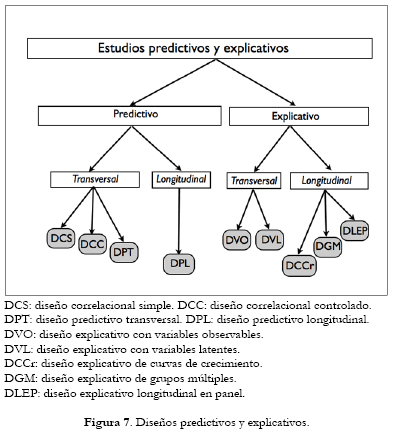 Estudios predictivos y explicativos
Predictivo
Explicativo
Transversal
Longitudinal
Transversal
Longitudinal
DCS
DCC
DPT
DPL
DVO
DVL
DCCr
DGM
DLEP
DCS: diseño correlacional simple. DCC: diseño correlacional controlado.
DPT: diseño predictivo transversal. DPL: diseño predictivo longitudinal.
DVO: diseño explicativo con variables observables.
DVL: diseño explicativo con variables latentes.
DCCr: diseño explicativo de curvas de crecimiento.
DGM: diseño explicativo de grupos múltiples.
DLEP: diseño explicativo longitudinal en panel.
Figura 7. Diseños predictivos y explicativos.